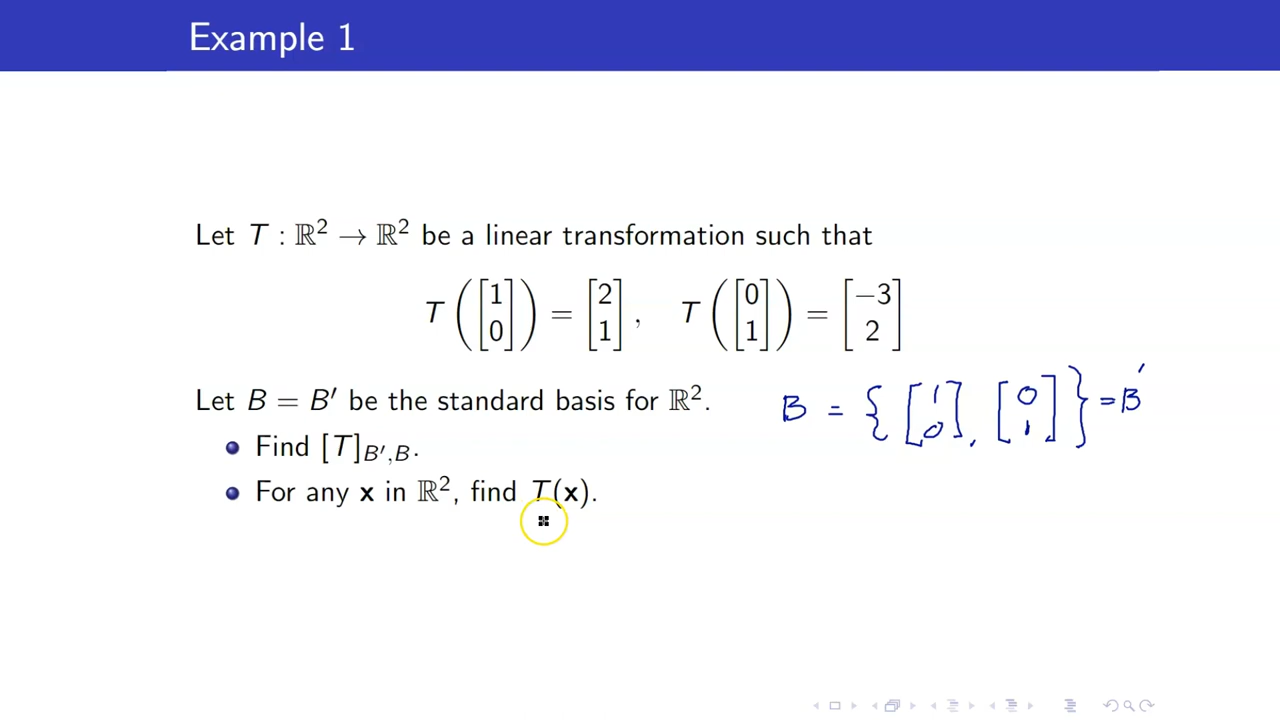 Example 1
Let T : ℝ² → ℝ² be a linear transformation such that
T([1 0]) = [2 1], T([0 1]) = [−3 2]
Let B = B′ be the standard basis for ℝ².
B = {[1 0], [0 1]} = B′
Find [T]_{B′,B}.
For any x in ℝ², find T(x).